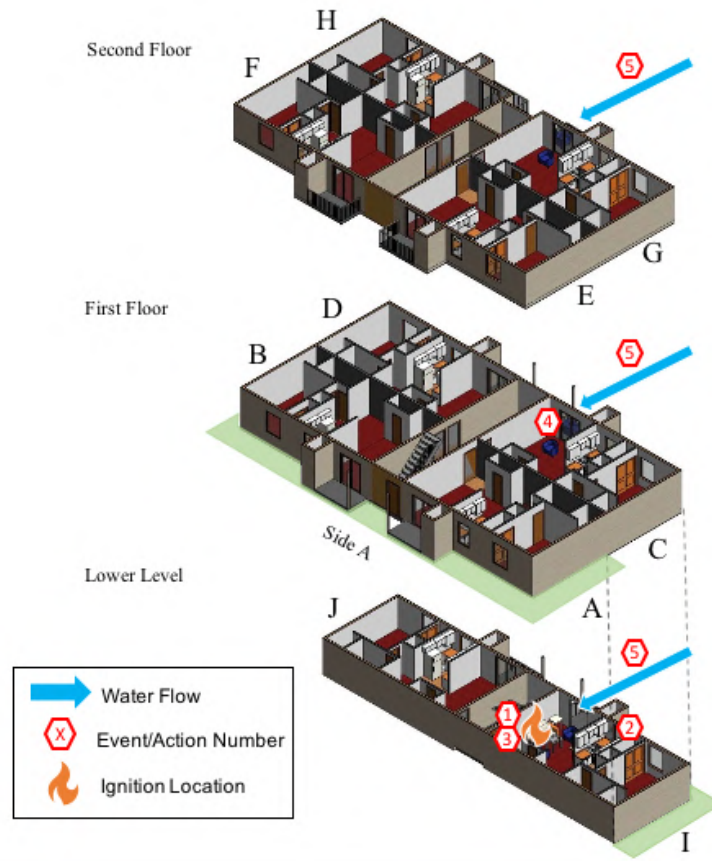 H
Second Floor
5
F
G
E
First Floor
D
5
B
4
C
Side A
Lower Level
J
A
5
1
3
2
Water Flow
X
Event/Action Number
Ignition Location
I